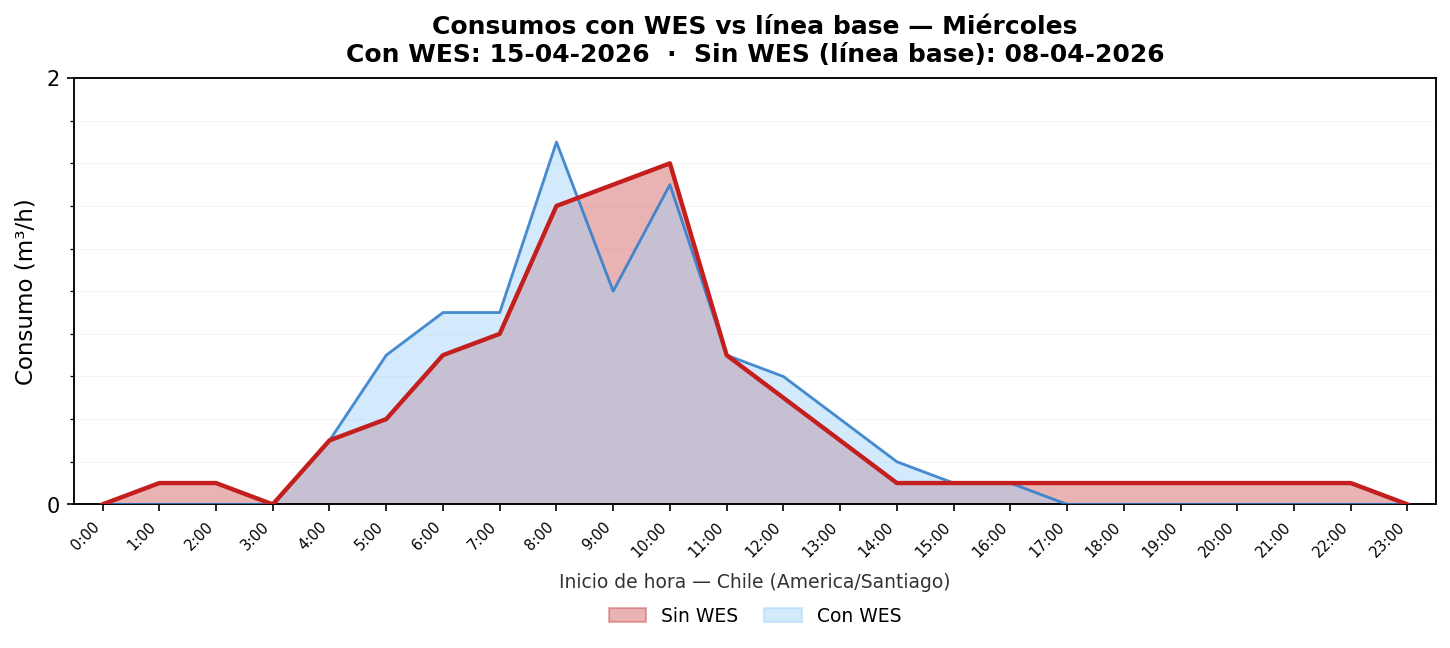 Consumos con WES vs línea base — Miércoles
Con WES: 15-04-2026 · Sin WES (línea base): 08-04-2026
2
Consumo (m³/h)
0
0:00 1:00 2:00 3:00 4:00 5:00 6:00 7:00 8:00 9:00 10:00 11:00 12:00 13:00 14:00 15:00 16:00 17:00 18:00 19:00 20:00 21:00 22:00 23:00
Inicio de hora — Chile (America/Santiago)
Sin WES Con WES